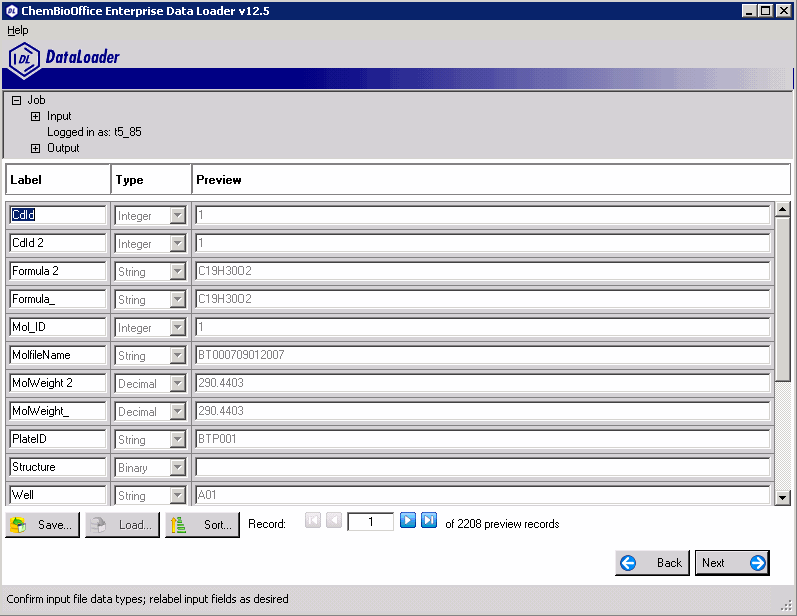 ChemBioOffice Enterprise Data Loader v12.5
Help
DL DataLoader
Job
Input
Logged in as: t5_85
Output
Label Type Preview
CdId Integer 1
CdId 2 Integer 1
Formula 2 String C19H30O2
Formula_ String C19H30O2
Mol_ID Integer 1
MolfileName String BT000709012007
MolWeight 2 Decimal 290.4403
MolWeight_ Decimal 290.4403
PlateID String BTP001
Structure Binary
Well String A01
Save... Load... Sort... Record: 1 of 2208 preview records
Back Next
Confirm input file data types; relabel input fields as desired